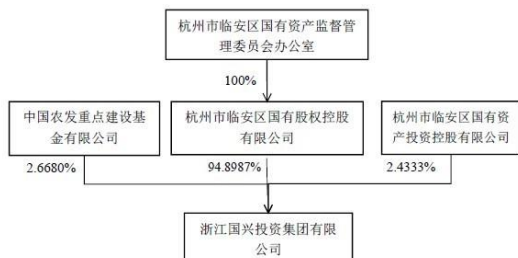 杭州市临安区国有资产监督管
理委员会办公室
100%
中国农发重点建设基
金有限公司
杭州市临安区国有股权控股
有限公司
杭州市临安区国有资
产投资控股有限公司
2.6680%
94.8987%
2.4333%
浙江国兴投资集团有限
公司